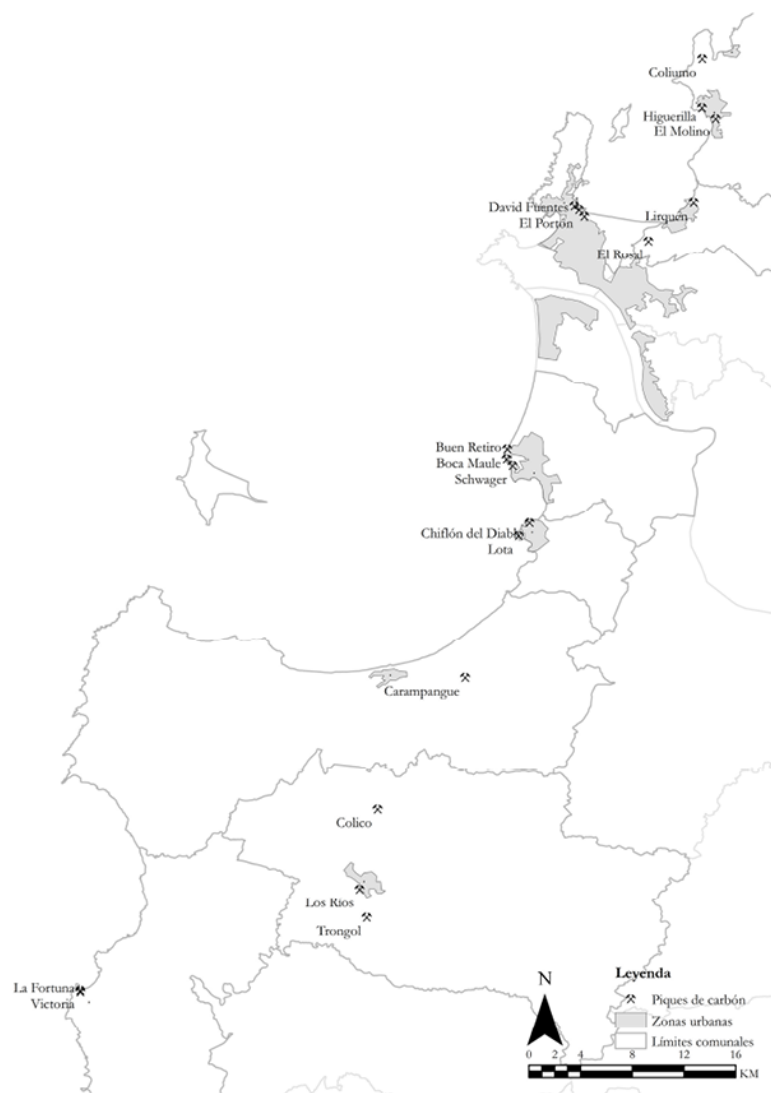 Coliumo
Higuerilla
El Molino
David Fuentes
El Portón
Lirquén
El Rosal
Buen Retiro
Boca Maule
Schwager
Chiflón del Diablo
Lota
Carampangue
Colico
Los Ríos
Trongol
La Fortuna
Victoria
N
Leyenda
Piques de carbón
Zonas urbanas
Límites comunales
0 2 4 8 12 16
KM